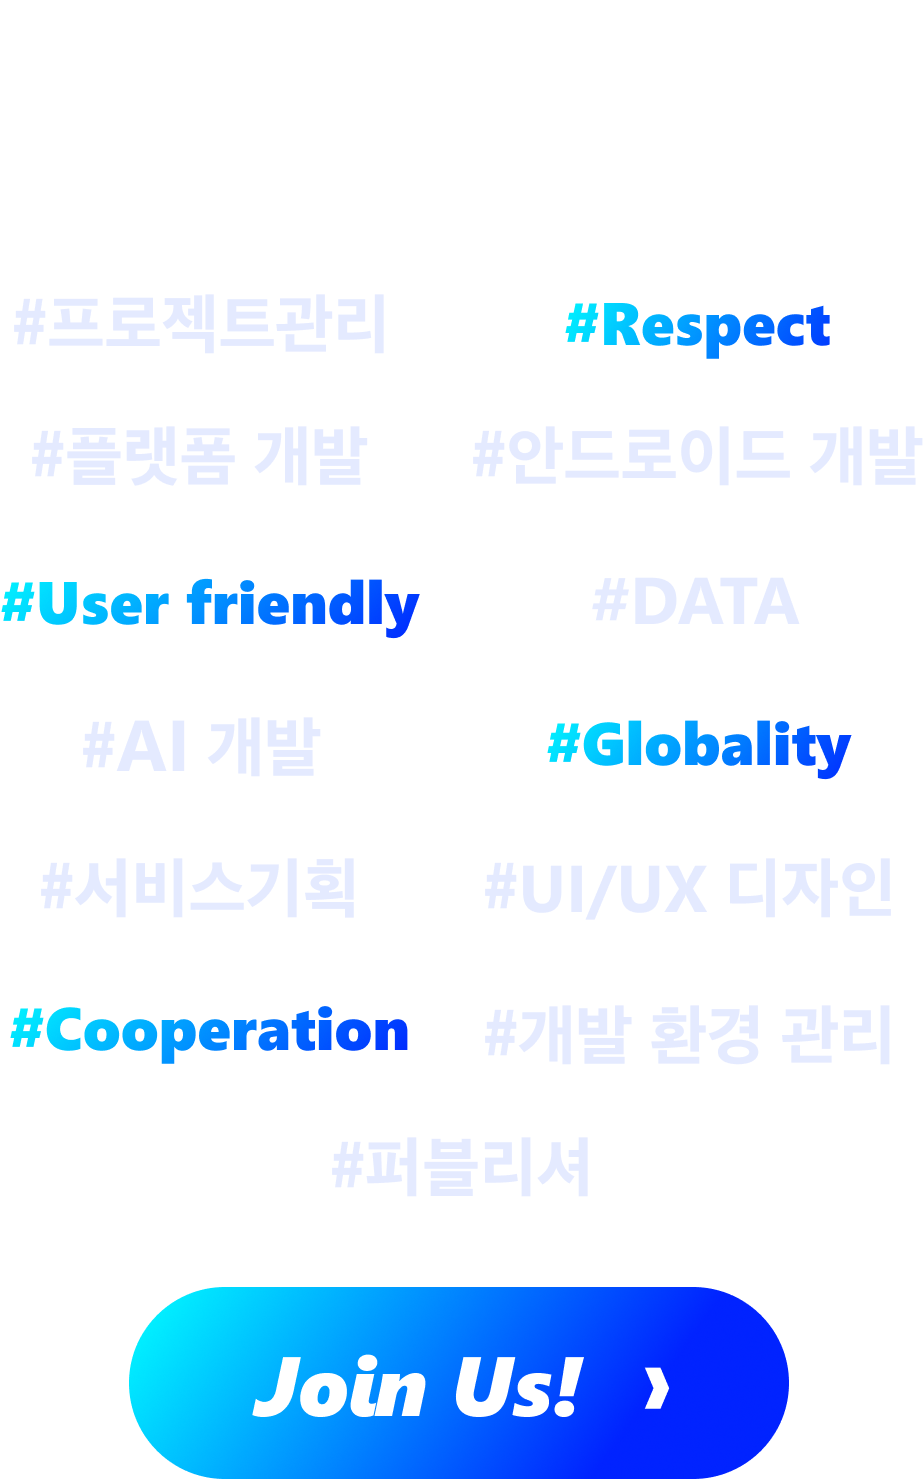 #프로젝트관리 #Respect
#플랫폼 개발 #안드로이드 개발
#User friendly #DATA
#AI 개발 #Globality
#서비스기획 #UI/UX 디자인
#Cooperation #개발 환경 관리
#퍼블리셔
Join Us!